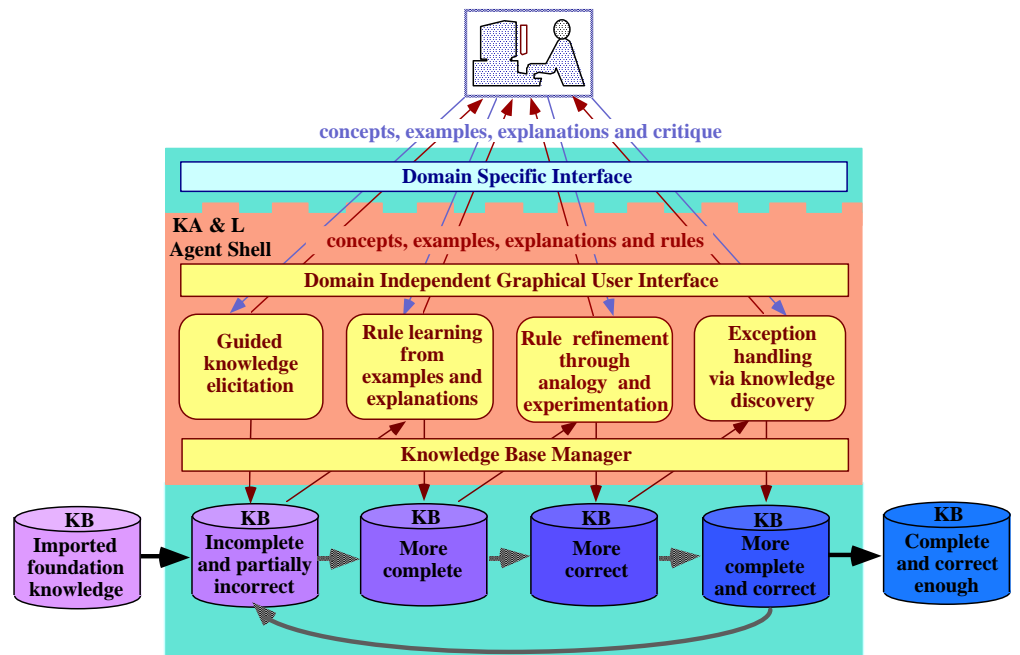 concepts, examples, explanations and critique
Domain Specific Interface
KA & L
Agent Shell
concepts, examples, explanations and rules
Domain Independent Graphical User Interface
Guided
knowledge
elicitation
Rule learning
from
examples and
explanations
Rule refinement
through
analogy and
experimentation
Exception
handling
via knowledge
discovery
Knowledge Base Manager
KB
Imported
foundation
knowledge
KB
Incomplete
and partially
incorrect
KB
More
complete
KB
More
correct
KB
More
complete
and correct
KB
Complete
and correct
enough